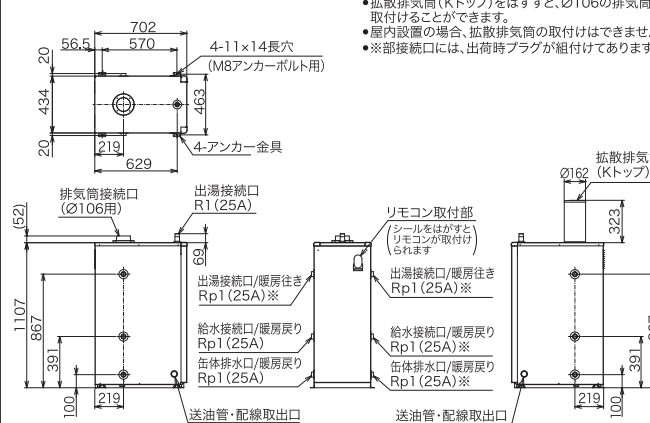 ●拡散排気筒(Kトップ)をはずすと、Ø106の排気筒
取付けることができます。
●屋内設置の場合、拡散排気筒の取付けはできません
●※部接続口には、出荷時プラグが組付けてあります
702
56.5
570
4-11×14長穴
(M8アンカーボルト用)
20
434
463
20
219
4-アンカー金具
629
拡散排気
(Kトップ)
Ø162
323
排気筒接続口
(Ø106用)
出湯接続口
R1(25A)
(52)
69
リモコン取付部
(シールをはがすと
リモコンが取付け
られます)
出湯接続口/暖房往き
Rp1(25A)※
出湯接続口/暖房往き
Rp1(25A)※
1107
867
391
100
219
給水接続口/暖房戻り
Rp1(25A)
給水接続口/暖房戻り
Rp1(25A)※
缶体排水口/暖房戻り
Rp1(25A)
缶体排水口/暖房戻り
Rp1(25A)※
送油管・配線取出口
送油管・配線取出口
391
100
219